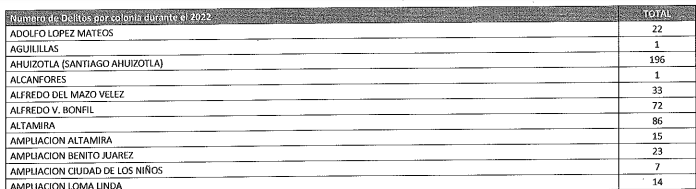 Numero de Delitos por colonia durante el 2022 TOTAL
ADOLFO LOPEZ MATEOS 22
AGUILILLAS 1
AHUIZOTLA (SANTIAGO AHUIZOTLA) 196
ALCANFORES 1
ALFREDO DEL MAZO VELEZ 33
ALFREDO V. BONFIL 72
ALTAMIRA 86
AMPLIACION ALTAMIRA 15
AMPLIACION BENITO JUAREZ 23
AMPLIACION CIUDAD DE LOS NIÑOS 7
AMPLIACION LOMA LINDA 14